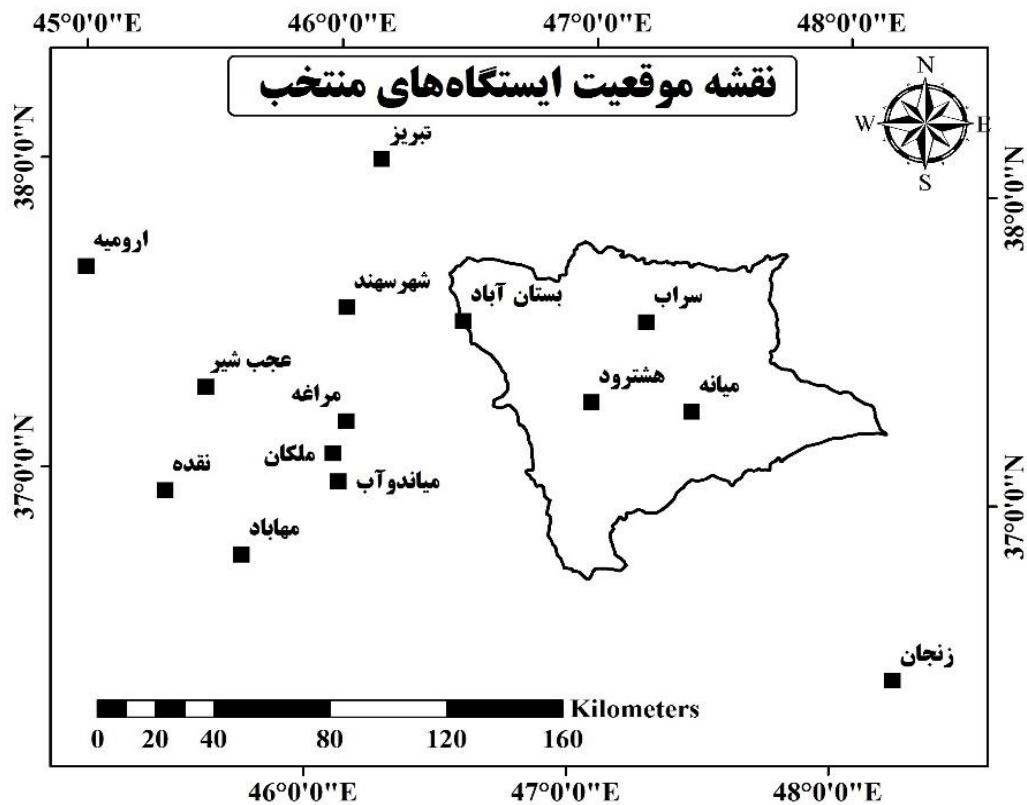 45°0'0"E 46°0'0"E 47°0'0"E 48°0'0"E
نقشه موقعیت ایستگاه‌های منتخب
N
W E
S
تبریز
38°0'0"N
38°0'0"N
ارومیه
شهرسهند
بستان آباد
سراب
عجب شیر
مراغه
هشترود
میانه
ملکان
نقده
میاندوآب
37°0'0"N
37°0'0"N
مهاباد
زنجان
Kilometers
0 20 40 80 120 160
46°0'0"E 47°0'0"E 48°0'0"E